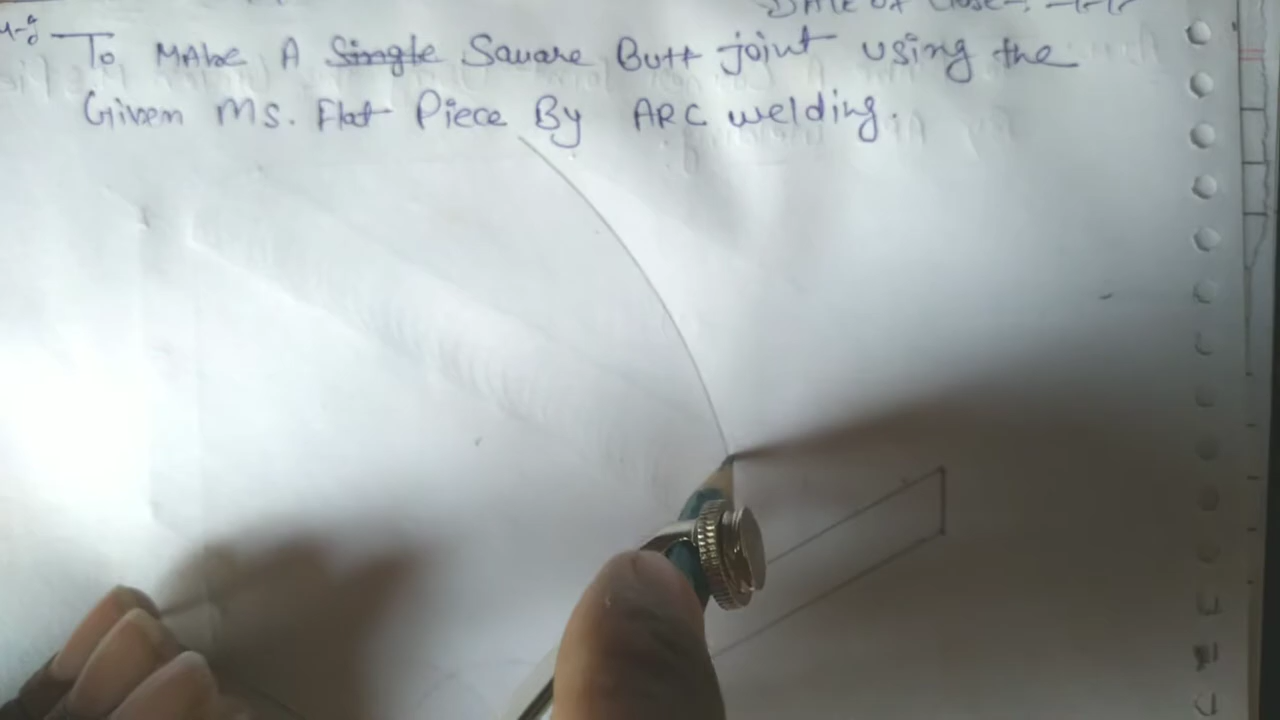 To Make A Single Square Butt joint using the
Given MS. Flat Piece By ARC welding.